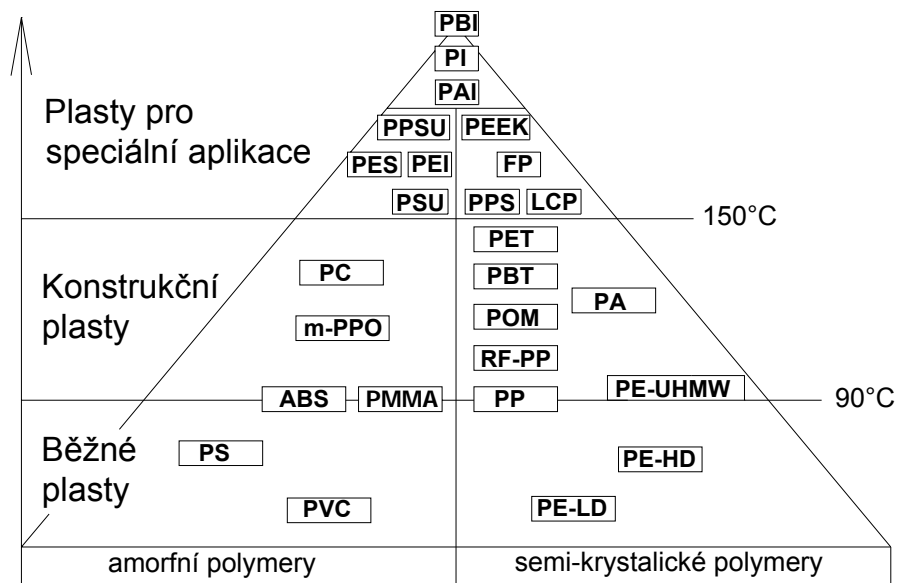 PBI
PI
PAI
Plasty pro
speciální aplikace
PPSU PEEK
PES PEI FP
PSU PPS LCP
150°C
PET
Konstrukční
plasty
PC PBT
PA
m-PPO POM
RF-PP
ABS PMMA PP PE-UHMW
90°C
Běžné
plasty
PS PE-HD
PVC PE-LD
amorfní polymery semi-krystalické polymery